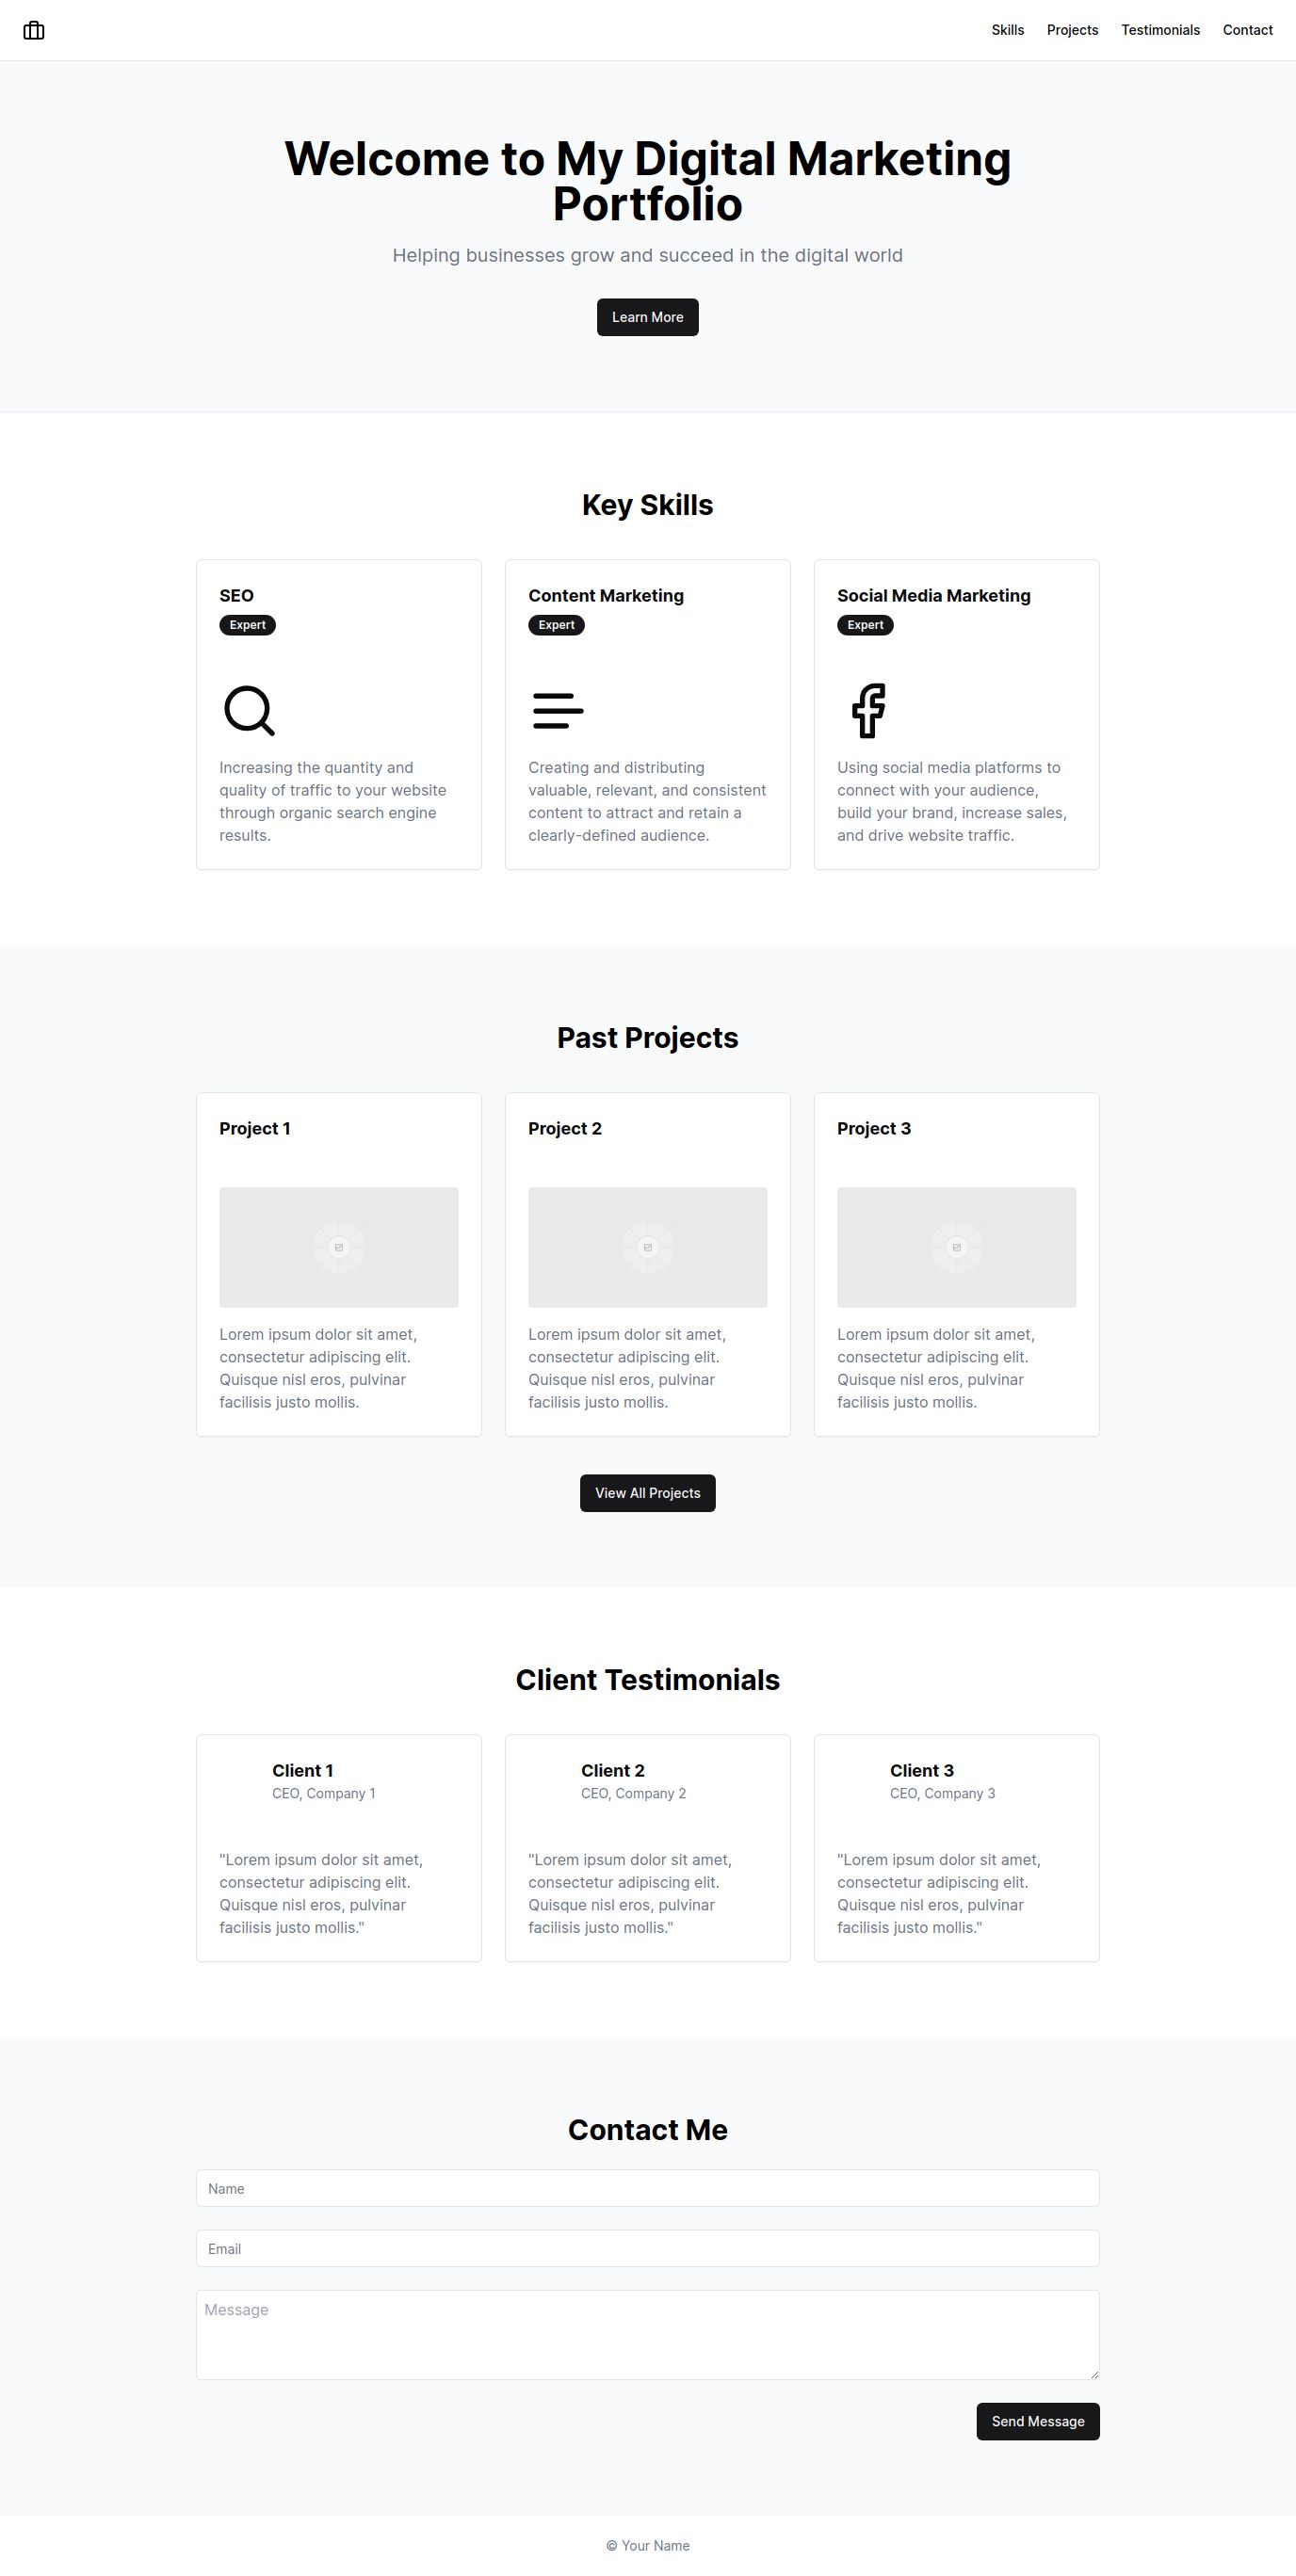 Skills Projects Testimonials Contact
Welcome to My Digital Marketing
Portfolio
Helping businesses grow and succeed in the digital world
Learn More
Key Skills
SEO
Expert
Increasing the quantity and
quality of traffic to your website
through organic search engine
results.
Content Marketing
Expert
Creating and distributing
valuable, relevant, and consistent
content to attract and retain a
clearly-defined audience.
Social Media Marketing
Expert
Using social media platforms to
connect with your audience,
build your brand, increase sales,
and drive website traffic.
Past Projects
Project 1
Lorem ipsum dolor sit amet,
consectetur adipiscing elit.
Quisque nisl eros, pulvinar
facilisis justo mollis.
Project 2
Lorem ipsum dolor sit amet,
consectetur adipiscing elit.
Quisque nisl eros, pulvinar
facilisis justo mollis.
Project 3
Lorem ipsum dolor sit amet,
consectetur adipiscing elit.
Quisque nisl eros, pulvinar
facilisis justo mollis.
View All Projects
Client Testimonials
Client 1
CEO, Company 1
"Lorem ipsum dolor sit amet,
consectetur adipiscing elit.
Quisque nisl eros, pulvinar
facilisis justo mollis."
Client 2
CEO, Company 2
"Lorem ipsum dolor sit amet,
consectetur adipiscing elit.
Quisque nisl eros, pulvinar
facilisis justo mollis."
Client 3
CEO, Company 3
"Lorem ipsum dolor sit amet,
consectetur adipiscing elit.
Quisque nisl eros, pulvinar
facilisis justo mollis."
Contact Me
Name
Email
Message
Send Message
© Your Name